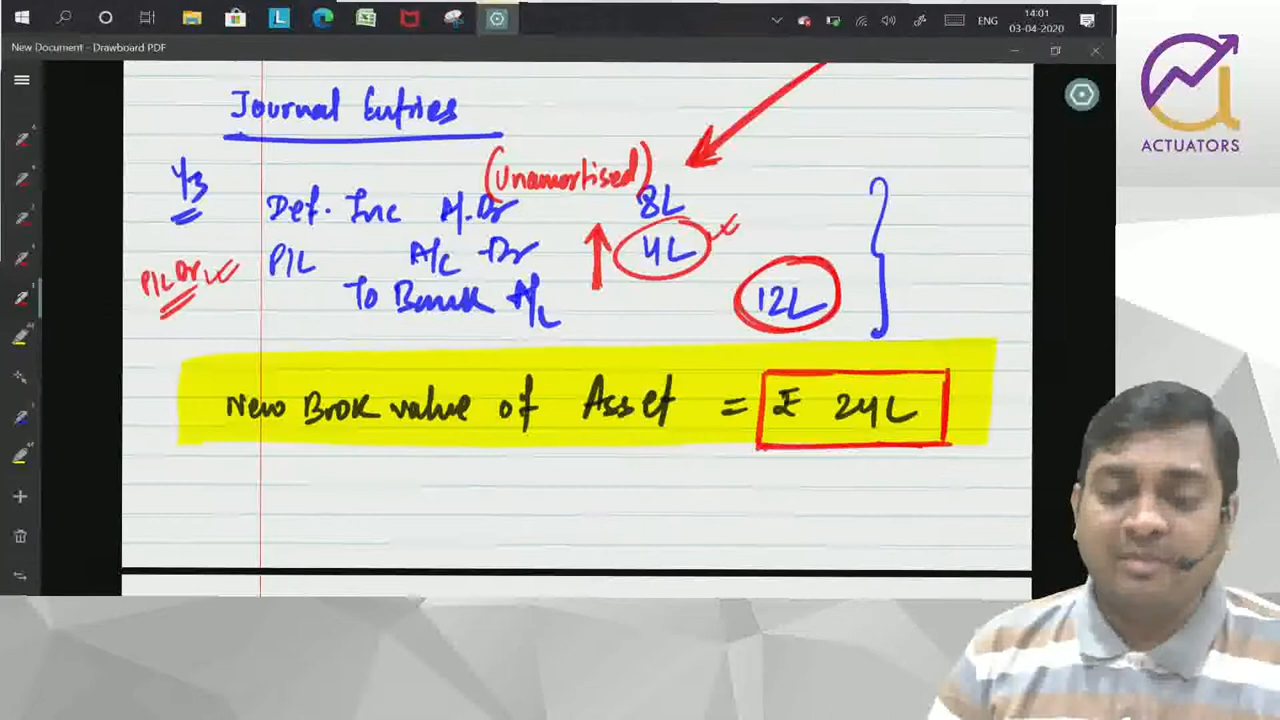 14:01
ENG
03-04-2020
New Document - Drawboard PDF
ACTUATORS
Journal Entries
(Unamortised)
Y3 Def. Inc A/. Dr 8L
P/L Dr P/L A/C Dr 4L
To Bank A/c 12L
New Book value of Asset = ₹ 24L